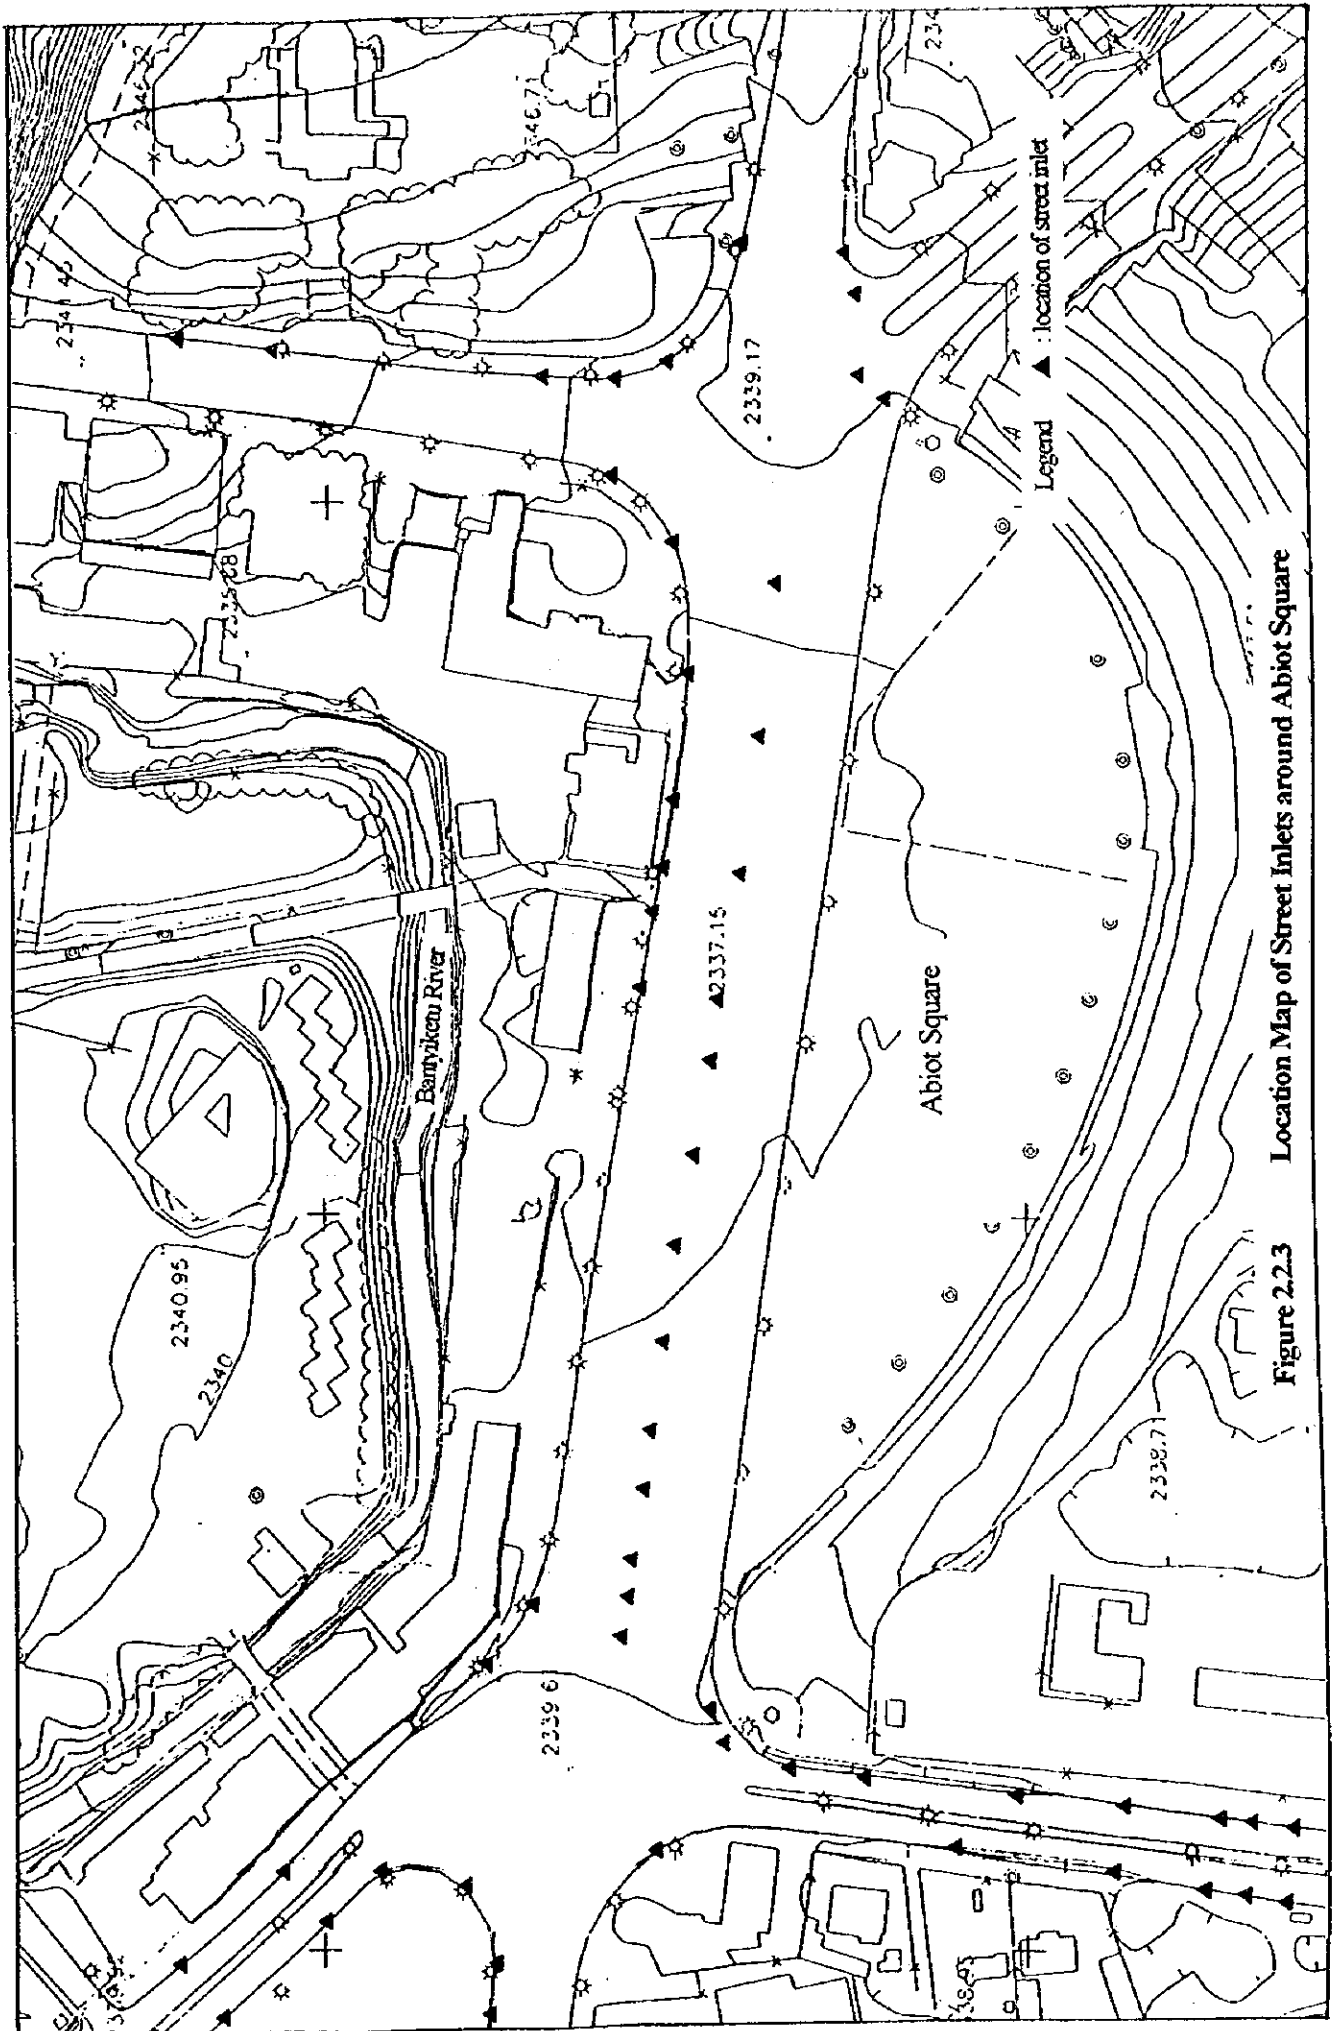 2339.17
2337.15
2339.6
2340.95
2340
2338.71
2346.71
Bantyiketu River
Abiot Square
Legend ▲ : location of street inlet
Figure 2.2.3 Location Map of Street Inlets around Abiot Square